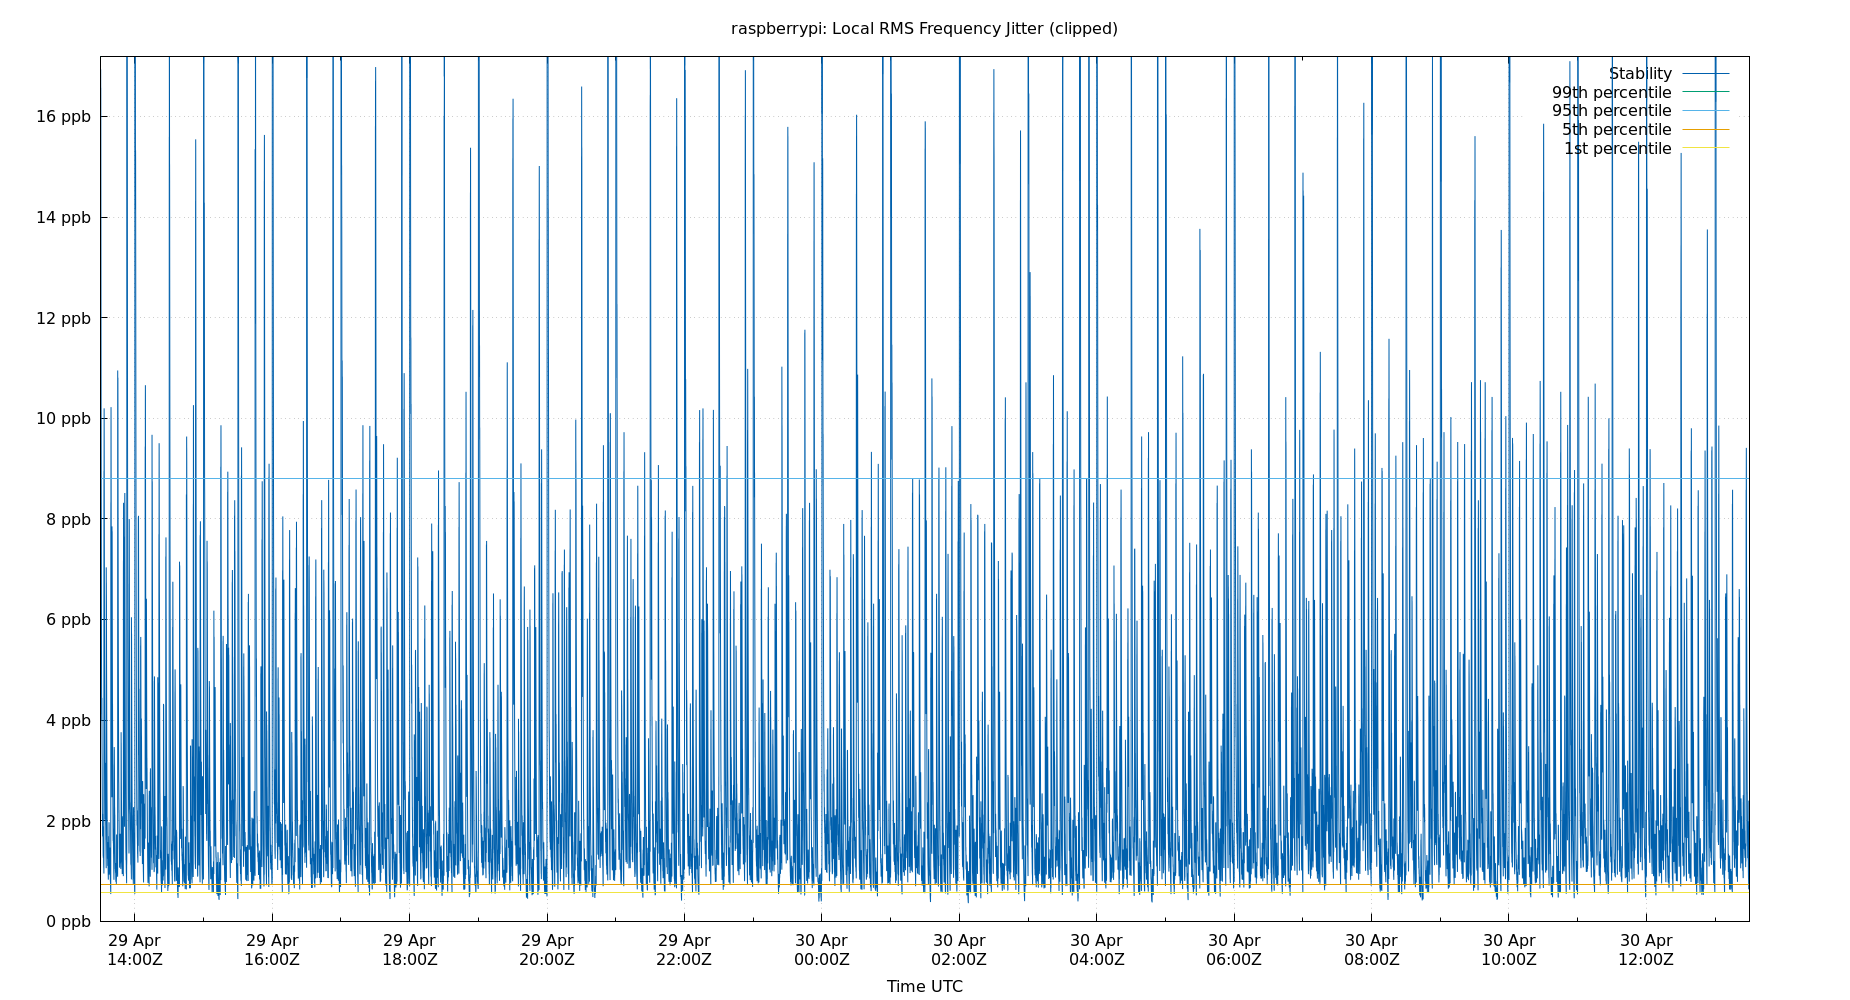 raspberrypi: Local RMS Frequency Jitter (clipped)
Stability
99th percentile
95th percentile
5th percentile
1st percentile
16 ppb
14 ppb
12 ppb
10 ppb
8 ppb
6 ppb
4 ppb
2 ppb
0 ppb
29 Apr 29 Apr 29 Apr 29 Apr 29 Apr 30 Apr 30 Apr 30 Apr 30 Apr 30 Apr 30 Apr 30 Apr
14:00Z 16:00Z 18:00Z 20:00Z 22:00Z 00:00Z 02:00Z 04:00Z 06:00Z 08:00Z 10:00Z 12:00Z
Time UTC